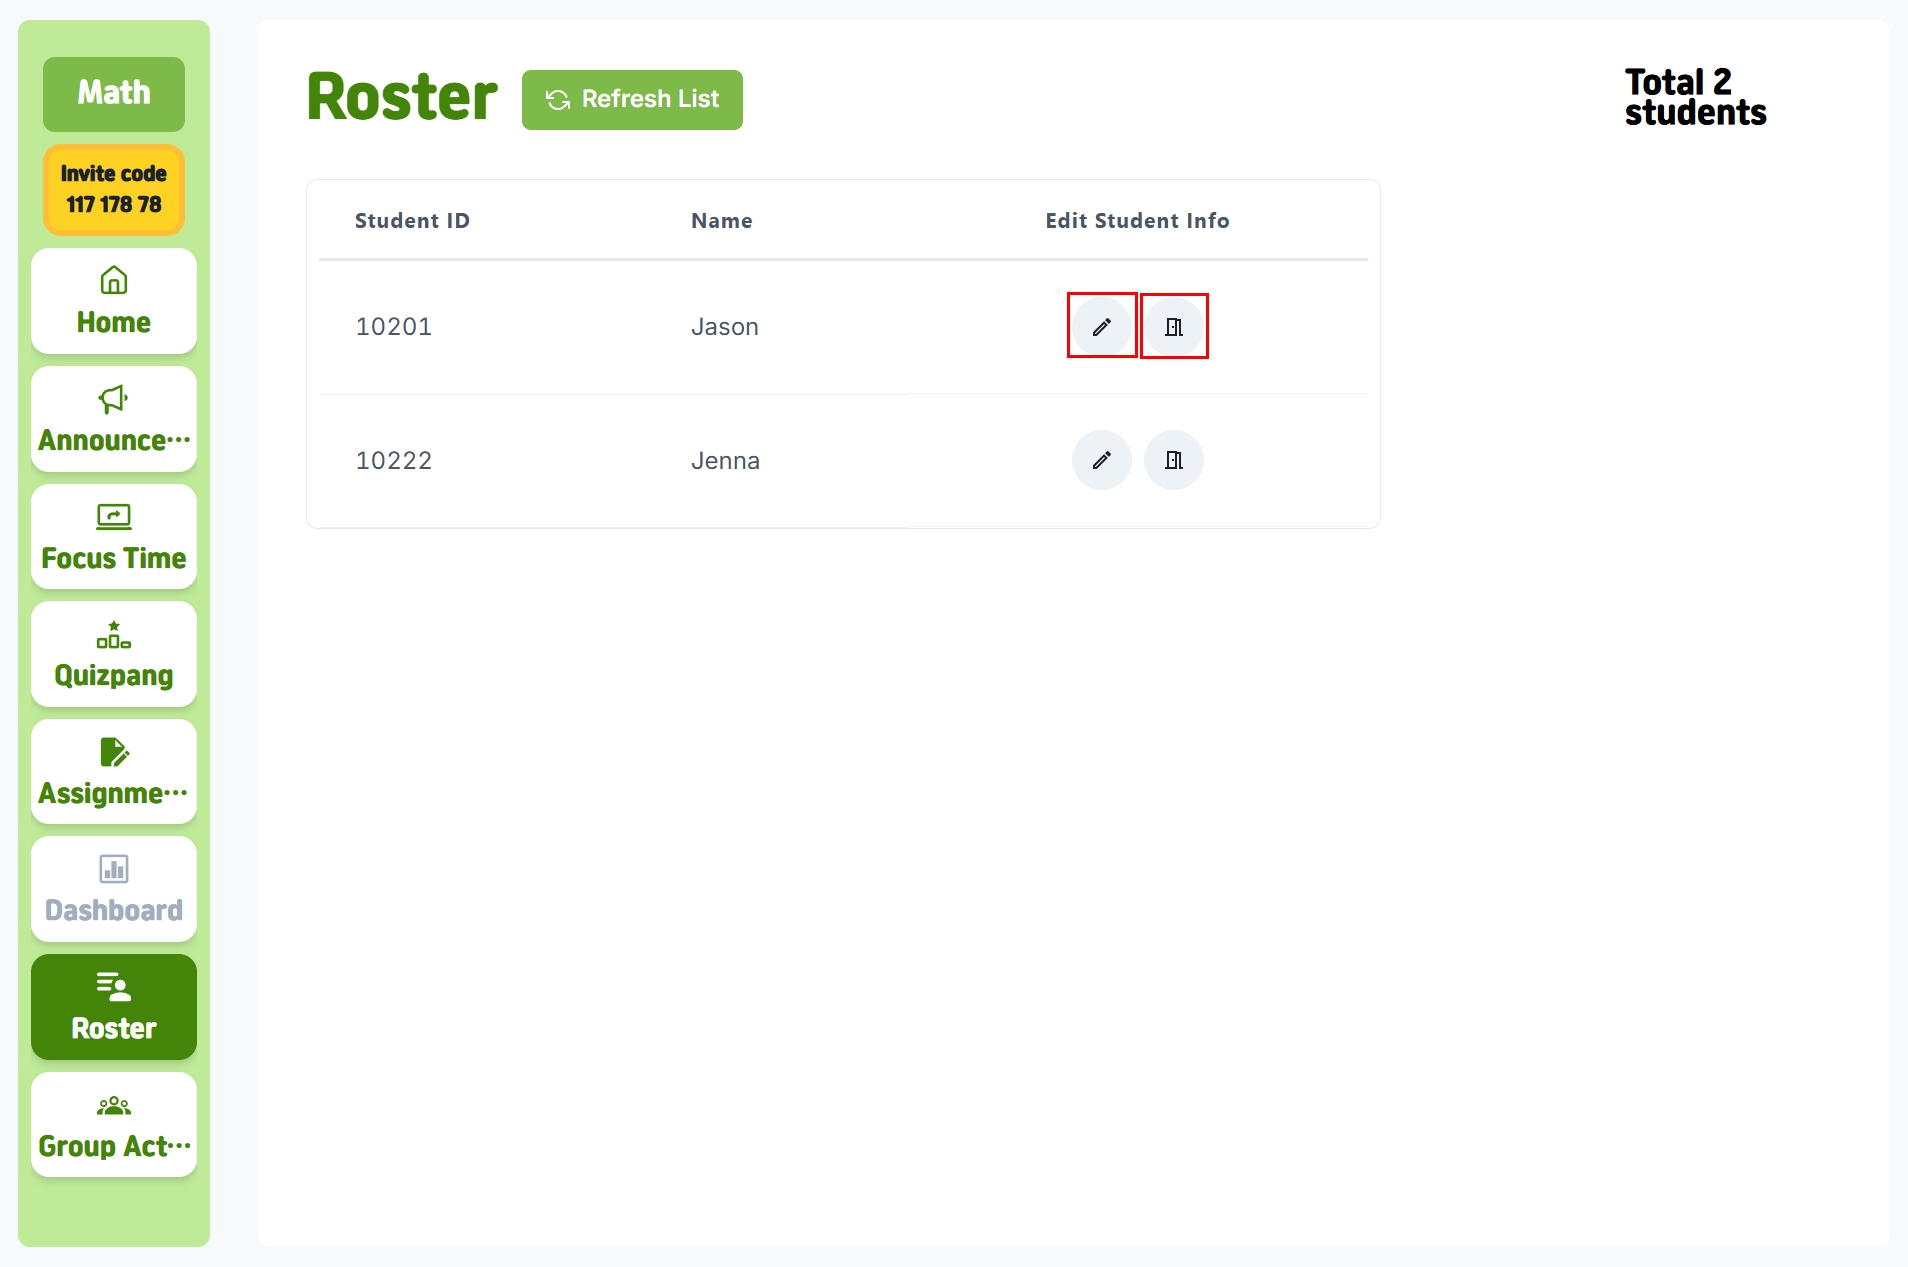 Math
Invite code
117 178 78
Home
Announce···
Focus Time
Quizpang
Assignme···
Dashboard
Roster
Group Act···
Roster
Refresh List
Total 2
students
Student ID Name Edit Student Info
10201 Jason
10222 Jenna